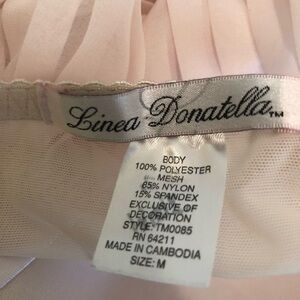 Linea Donatella™
BODY
100% POLYESTER
MESH
85% NYLON
15% SPANDEX
EXCLUSIVE OF
DECORATION
STYLE: TM0085
RN 64211
MADE IN CAMBODIA
SIZE: M